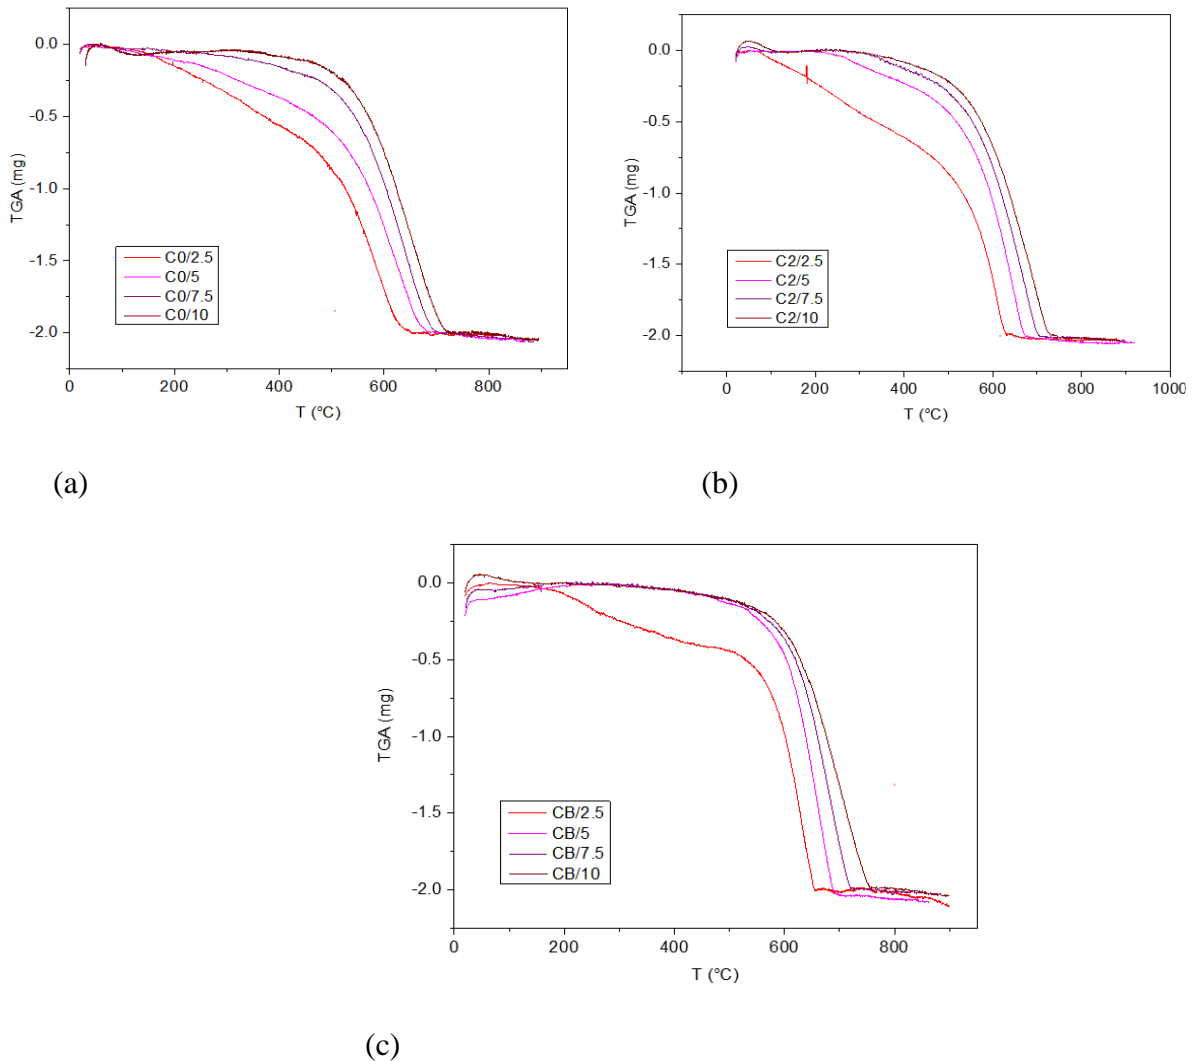 0.0
-0.5
-1.0
-1.5
-2.0
TGA (mg)
C0/2.5
C0/5
C0/7.5
C0/10
0 200 400 600 800
T (°C)
(a)
0.0
-0.5
-1.0
-1.5
-2.0
TGA (mg)
C2/2.5
C2/5
C2/7.5
C2/10
0 200 400 600 800 1000
T (°C)
(b)
0.0
-0.5
-1.0
-1.5
-2.0
TGA (mg)
CB/2.5
CB/5
CB/7.5
CB/10
0 200 400 600 800
T (°C)
(c)